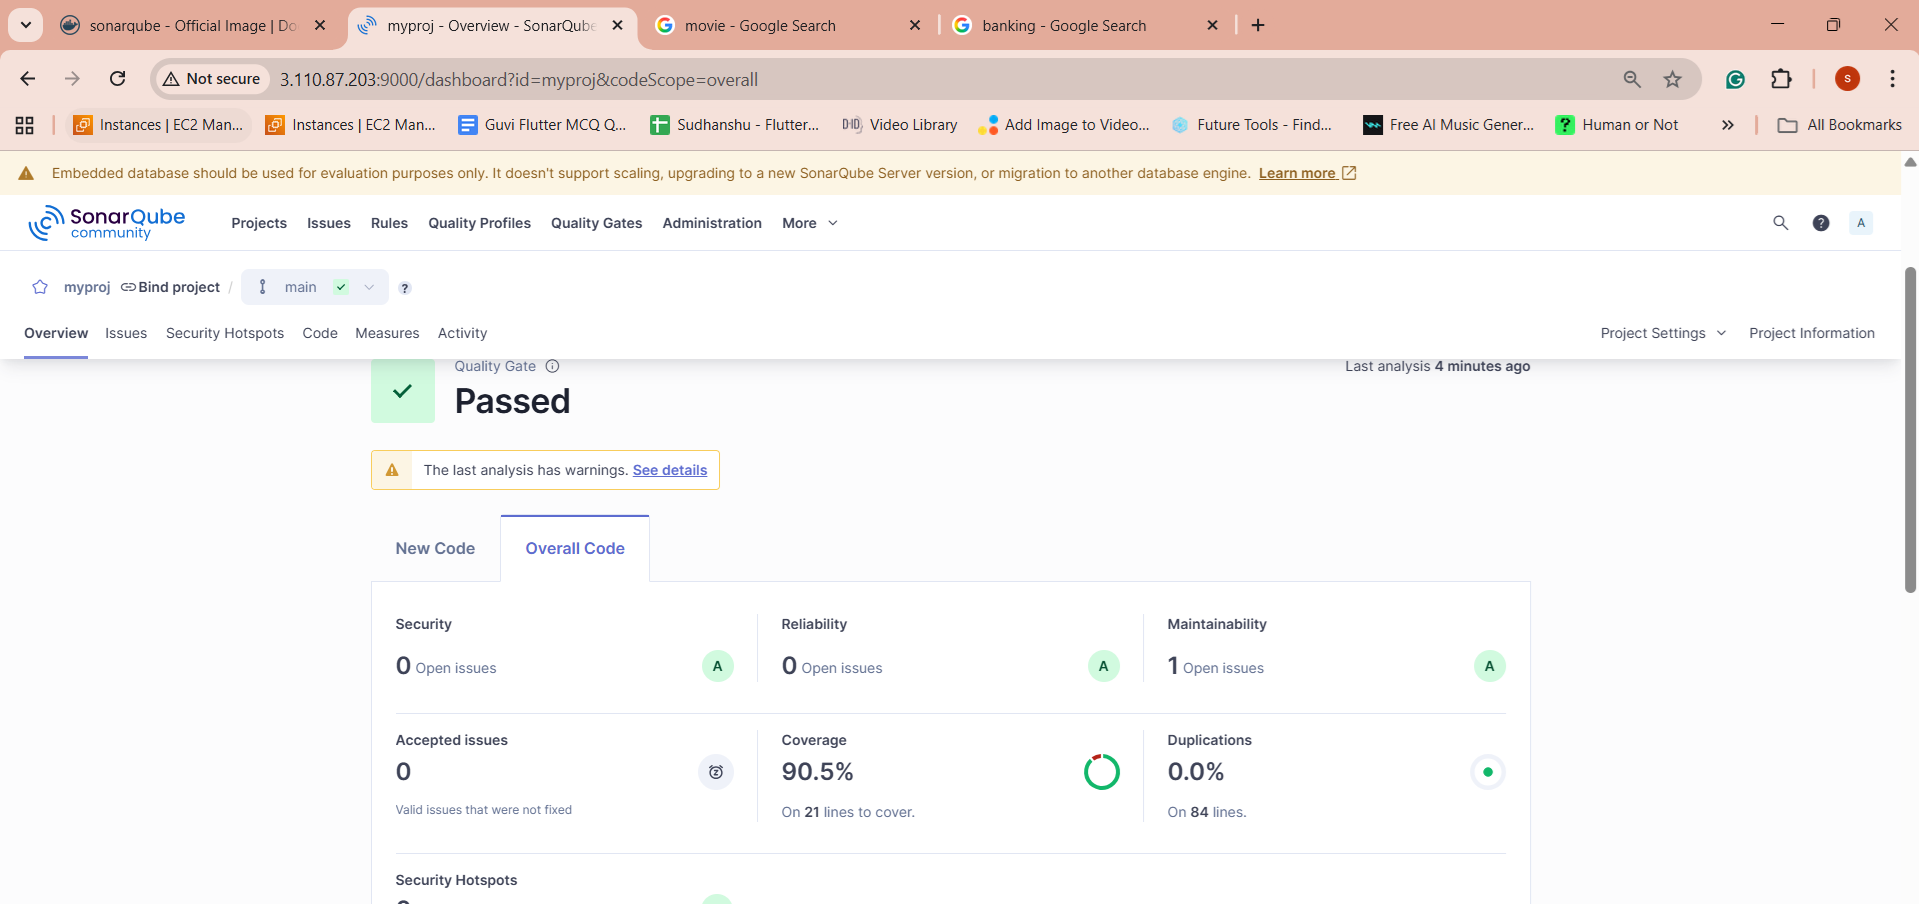 sonarqube - Official Image | Do
myproj - Overview - SonarQube
movie - Google Search
banking - Google Search
Not secure
3.110.87.203:9000/dashboard?id=myproj&codeScope=overall
S
Instances | EC2 Man...
Instances | EC2 Man...
Guvi Flutter MCQ Q...
Sudhanshu - Flutter...
Video Library
Add Image to Video...
Future Tools - Find...
Free AI Music Gener...
Human or Not
All Bookmarks
Embedded database should be used for evaluation purposes only. It doesn't support scaling, upgrading to a new SonarQube Server version, or migration to another database engine. Learn more
SonarQube
community
Projects Issues Rules Quality Profiles Quality Gates Administration More
? A
myproj Bind project / main ?
Overview Issues Security Hotspots Code Measures Activity Project Settings Project Information
Quality Gate
Last analysis 4 minutes ago
Passed
The last analysis has warnings. See details
New Code Overall Code
Security Reliability Maintainability
0 Open issues A 0 Open issues A 1 Open issues A
Accepted issues Coverage Duplications
0 90.5% 0.0%
Valid issues that were not fixed On 21 lines to cover. On 84 lines.
Security Hotspots